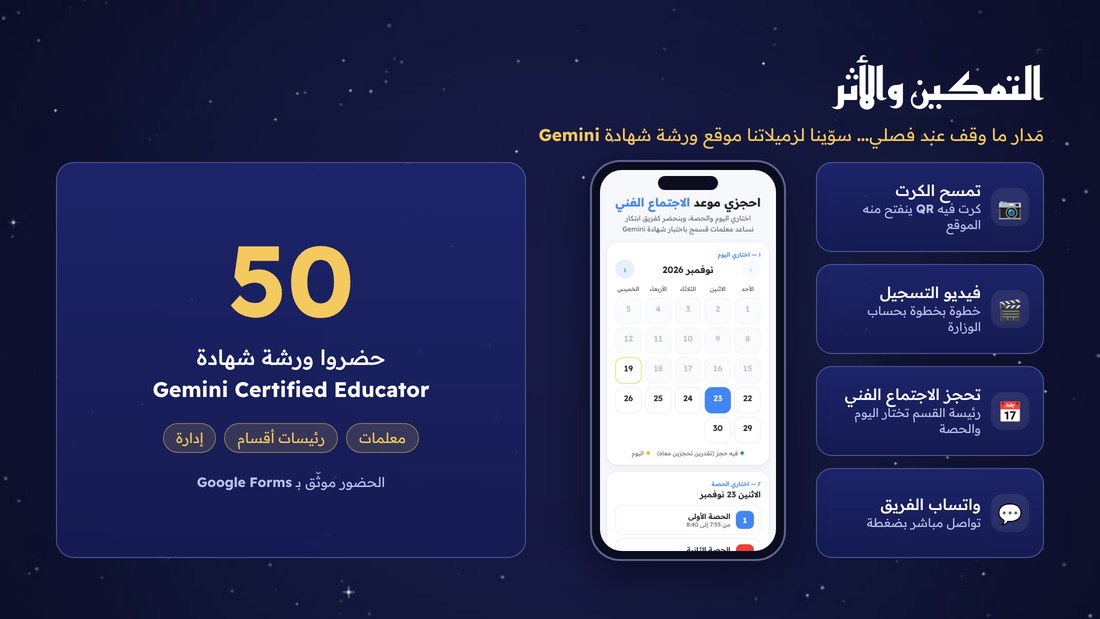 التمكين والأثر
مَدار ما وقف عند فصلي... سوّينا لزميلاتنا موقع ورشة شهادة Gemini
تمسح الكرت
كرت فيه QR ينفتح منه
الموقع
فيديو التسجيل
خطوة بخطوة بحساب
الوزارة
تحجز الاجتماع الفني
رئيسة القسم تختار اليوم
والحصة
واتساب الفريق
تواصل مباشر بضغطة
احجزي موعد الاجتماع الفني
اختاري اليوم والحصة، وبنحضر كفريق ابتكار
نساعد معلمات قسمج باختبار شهادة Gemini
١ — اختاري اليوم
نوفمبر 2026
الأحد الاثنين الثلاثاء الأربعاء الخميس
1 2 3 4 5
8 9 10 11 12
15 16 17 18 19
22 23 24 25 26
29 30
فيه حجز (تقدرين تحجزين معاه) اليوم
٢ — اختاري الحصة
الاثنين 23 نوفمبر
1 الحصة الأولى
من 7:55 إلى 8:40
الحصة الثانية
50
حضروا ورشة شهادة
Gemini Certified Educator
معلمات رئيسات أقسام إدارة
الحضور موثّق بـ Google Forms